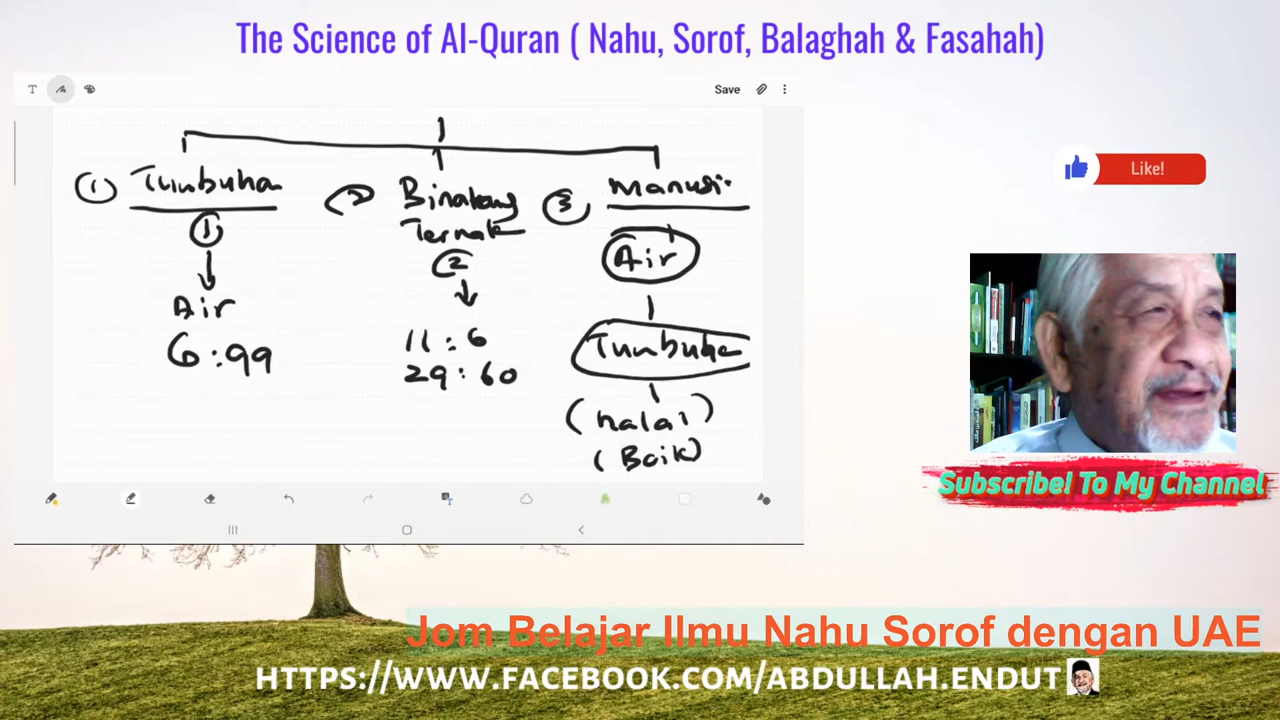 The Science of Al-Quran ( Nahu, Sorof, Balaghah & Fasahah)
T
Save
① Tumbuhan
①
Air
6:99
② Binatang
Ternak
②
11:6
29:60
③ Manusi
Air
Tumbuhan
(halal)
(Baik)
Like!
Subscribe! To My Channel
Jom Belajar Ilmu Nahu Sorof dengan UAE
HTTPS://WWW.FACEBOOK.COM/ABDULLAH.ENDUT